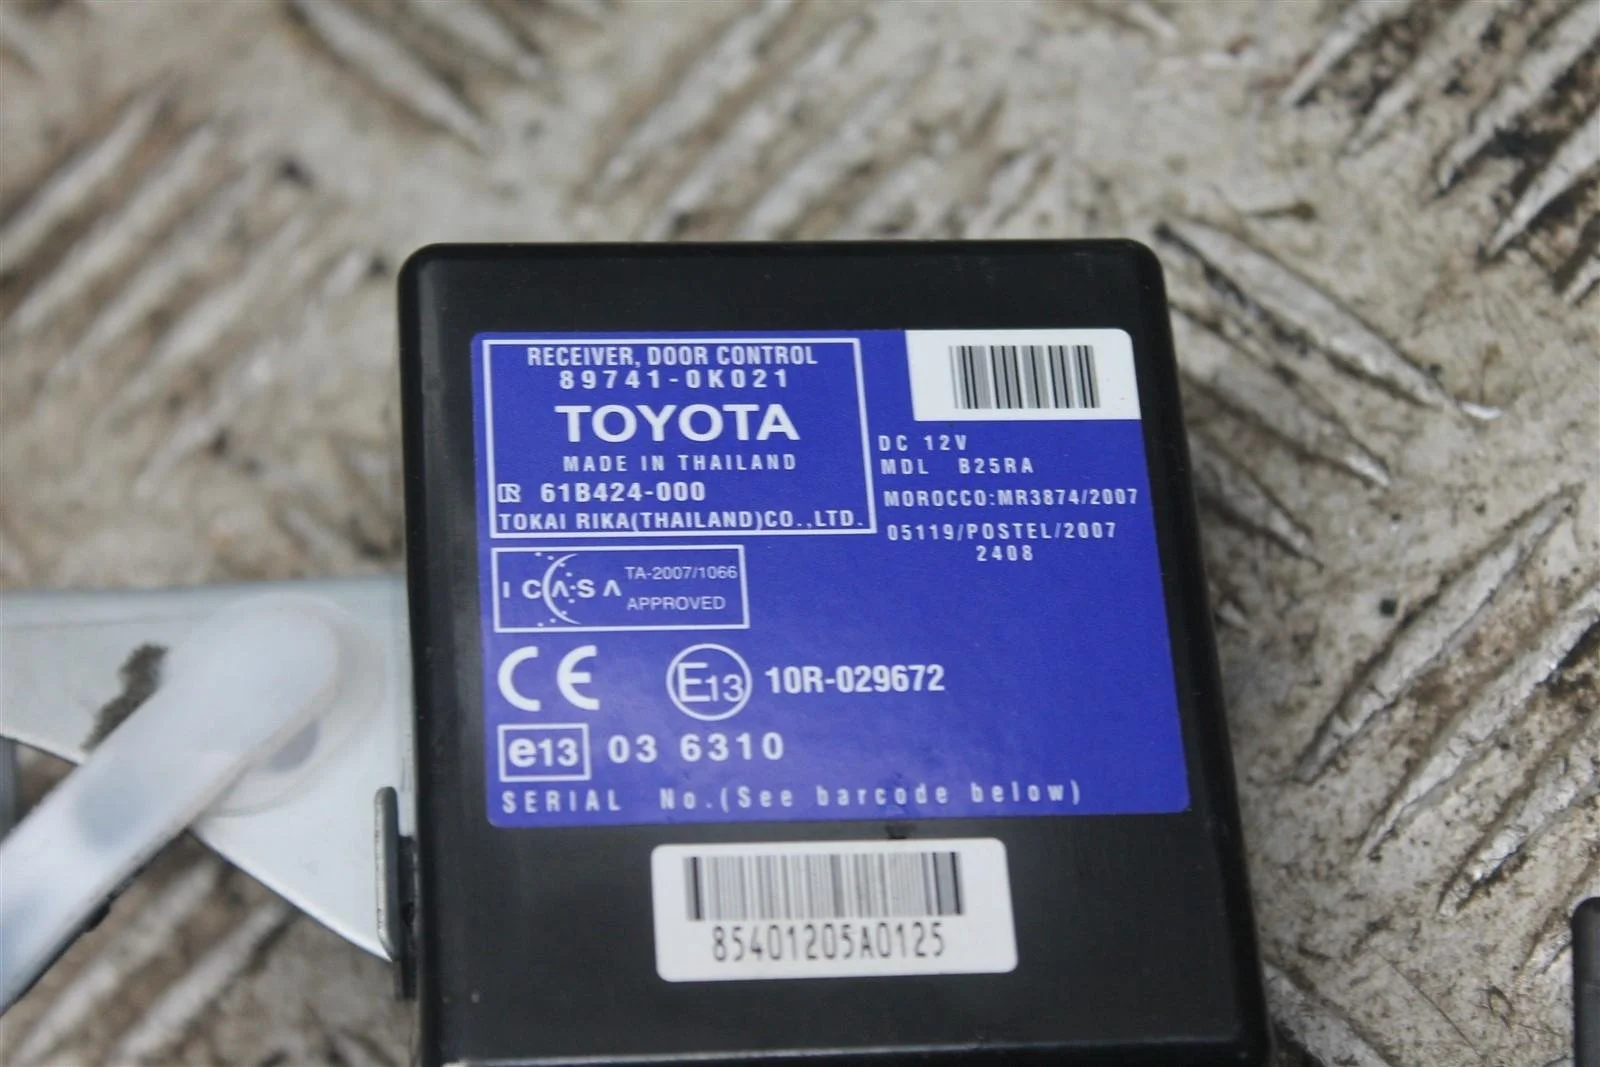 RECEIVER, DOOR CONTROL
89741-0K021
TOYOTA
MADE IN THAILAND
61B424-000
TOKAI RIKA(THAILAND)CO.,LTD.
DC 12V
MDL B25RA
MOROCCO:MR3874/2007
05119/POSTEL/2007
2408
ICASA TA-2007/1066
APPROVED
CE E13 10R-029672
e13 03 6310
SERIAL No.(See barcode below)
85401205A0125